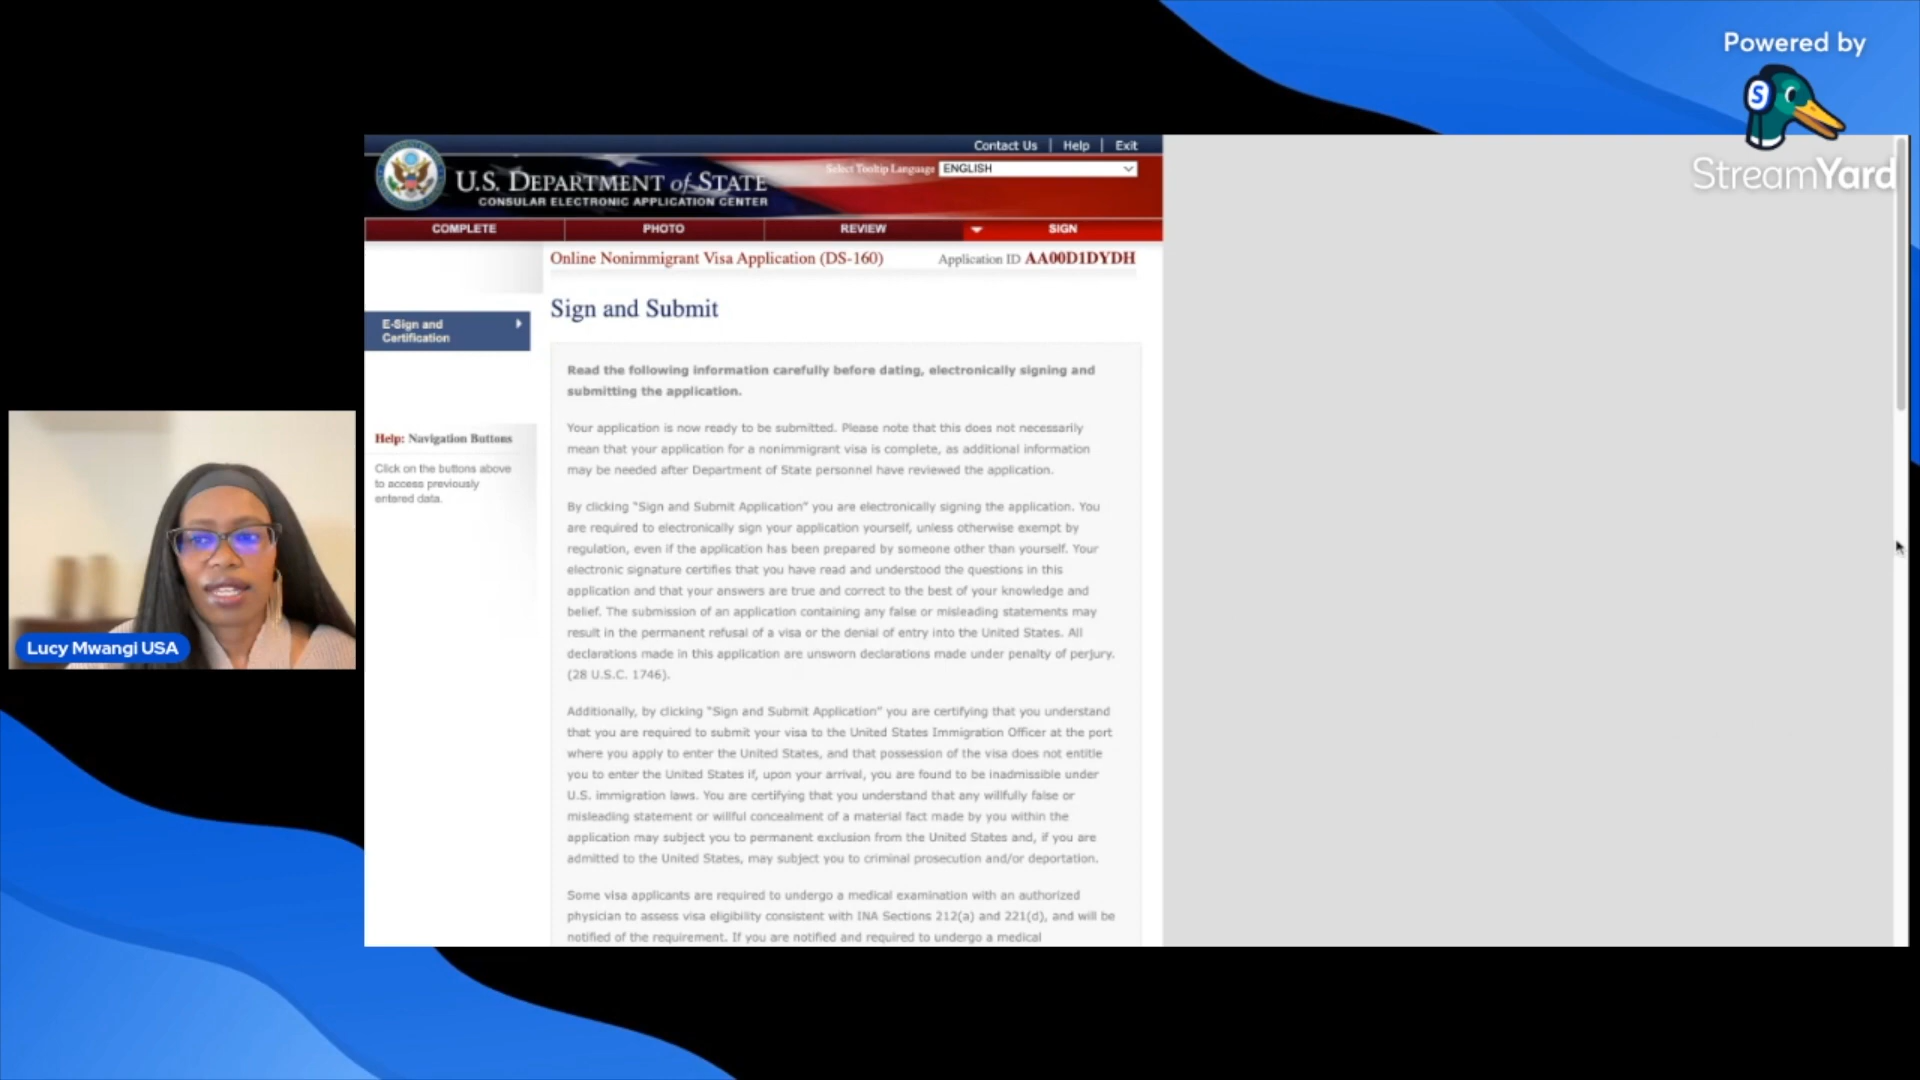 Powered by
StreamYard
Contact Us | Help | Exit
Select Tooltip Language ENGLISH
U.S. DEPARTMENT of STATE
CONSULAR ELECTRONIC APPLICATION CENTER
COMPLETE PHOTO REVIEW SIGN
Online Nonimmigrant Visa Application (DS-160) Application ID AA00D1DYDH
Sign and Submit
E-Sign and
Certification
Help: Navigation Buttons
Click on the buttons above
to access previously
entered data.
Read the following information carefully before dating, electronically signing and
submitting the application.
Your application is now ready to be submitted. Please note that this does not necessarily
mean that your application for a nonimmigrant visa is complete, as additional information
may be needed after Department of State personnel have reviewed the application.
By clicking "Sign and Submit Application" you are electronically signing the application. You
are required to electronically sign your application yourself, unless otherwise exempt by
regulation, even if the application has been prepared by someone other than yourself. Your
electronic signature certifies that you have read and understood the questions in this
application and that your answers are true and correct to the best of your knowledge and
belief. The submission of an application containing any false or misleading statements may
result in the permanent refusal of a visa or the denial of entry into the United States. All
declarations made in this application are unsworn declarations made under penalty of perjury.
(28 U.S.C. 1746).
Additionally, by clicking "Sign and Submit Application" you are certifying that you understand
that you are required to submit your visa to the United States Immigration Officer at the port
where you apply to enter the United States, and that possession of the visa does not entitle
you to enter the United States if, upon your arrival, you are found to be inadmissible under
U.S. immigration laws. You are certifying that you understand that any willfully false or
misleading statement or willful concealment of a material fact made by you within the
application may subject you to permanent exclusion from the United States and, if you are
admitted to the United States, may subject you to criminal prosecution and/or deportation.
Some visa applicants are required to undergo a medical examination with an authorized
physician to assess visa eligibility consistent with INA Sections 212(a) and 221(d), and will be
notified of the requirement. If you are notified and required to undergo a medical
Lucy Mwangi USA